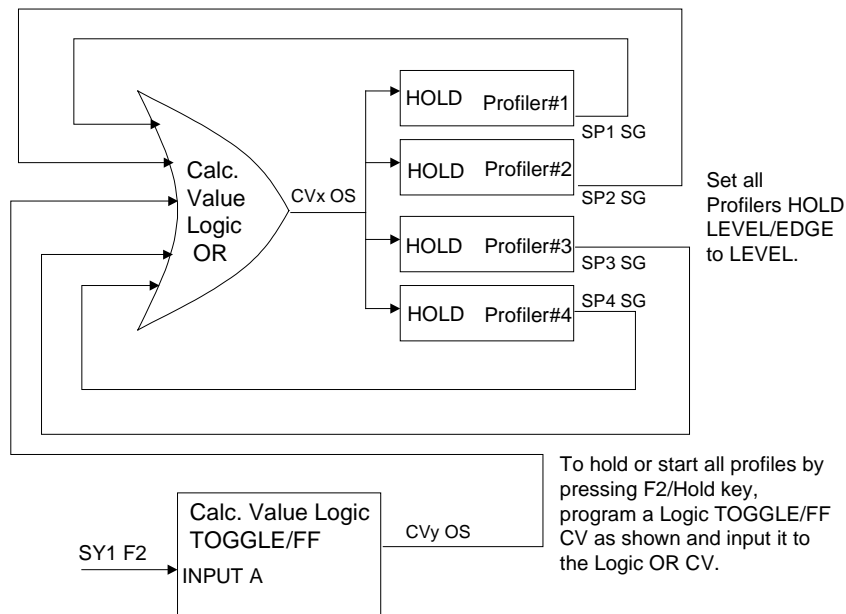 HOLD Profiler#1
SP1 SG
HOLD Profiler#2
SP2 SG
HOLD Profiler#3
SP3 SG
HOLD Profiler#4
SP4 SG
Calc.
Value
Logic
OR
CVx OS
Set all
Profilers HOLD
LEVEL/EDGE
to LEVEL.
To hold or start all profiles by
pressing F2/Hold key,
program a Logic TOGGLE/FF
CV as shown and input it to
the Logic OR CV.
Calc. Value Logic
TOGGLE/FF
INPUT A
SY1 F2
CVy OS